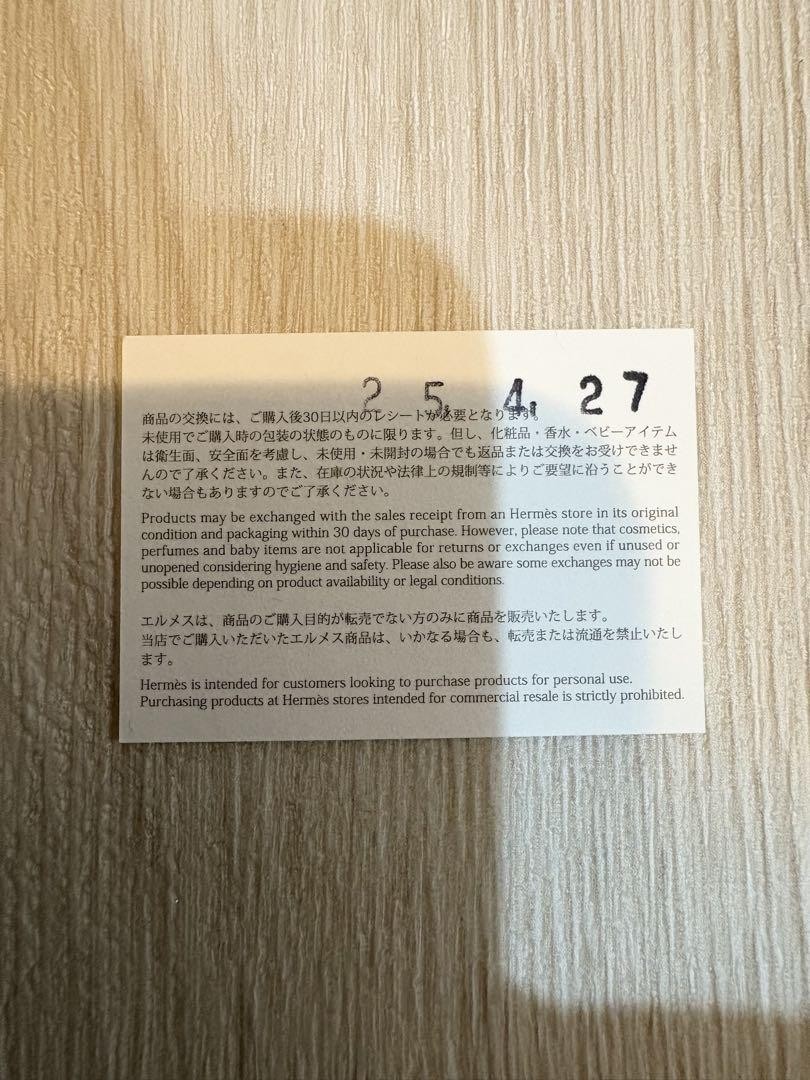 25.4.27
商品の交換には、ご購入後30日以内のレシートが必要となります。
未使用でご購入時の包装の状態のものに限ります。但し、化粧品・香水・ベビーアイテム
は衛生面、安全面を考慮し、未使用・未開封の場合でも返品または交換をお受けできませ
んので了承ください。また、在庫の状況や法律上の規制等によりご要望に沿うことができ
ない場合もありますのでご了承ください。
Products may be exchanged with the sales receipt from an Hermès store in its original
condition and packaging within 30 days of purchase. However, please note that cosmetics,
perfumes and baby items are not applicable for returns or exchanges even if unused or
unopened considering hygiene and safety. Please also be aware some exchanges may not be
possible depending on product availability or legal conditions.
エルメスは、商品のご購入目的が転売でない方のみに商品を販売いたします。
当店でご購入いただいたエルメス商品は、いかなる場合も、転売または流通を禁止いたし
ます。
Hermès is intended for customers looking to purchase products for personal use.
Purchasing products at Hermès stores intended for commercial resale is strictly prohibited.